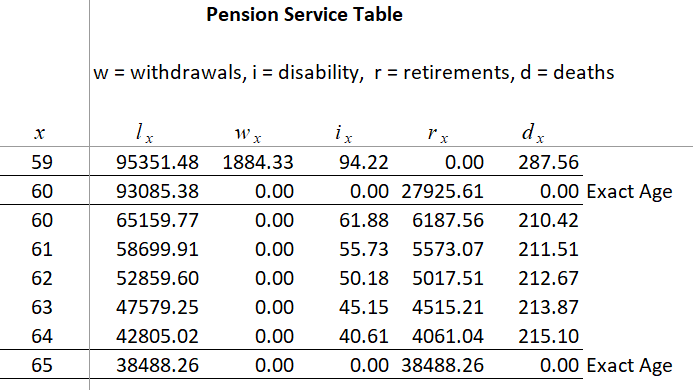 Pension Service Table
w = withdrawals, i = disability, r = retirements, d = deaths
x l x w x i x r x d x
59 95351.48 1884.33 94.22 0.00 287.56
60 93085.38 0.00 0.00 27925.61 0.00 Exact Age
60 65159.77 0.00 61.88 6187.56 210.42
61 58699.91 0.00 55.73 5573.07 211.51
62 52859.60 0.00 50.18 5017.51 212.67
63 47579.25 0.00 45.15 4515.21 213.87
64 42805.02 0.00 40.61 4061.04 215.10
65 38488.26 0.00 0.00 38488.26 0.00 Exact Age